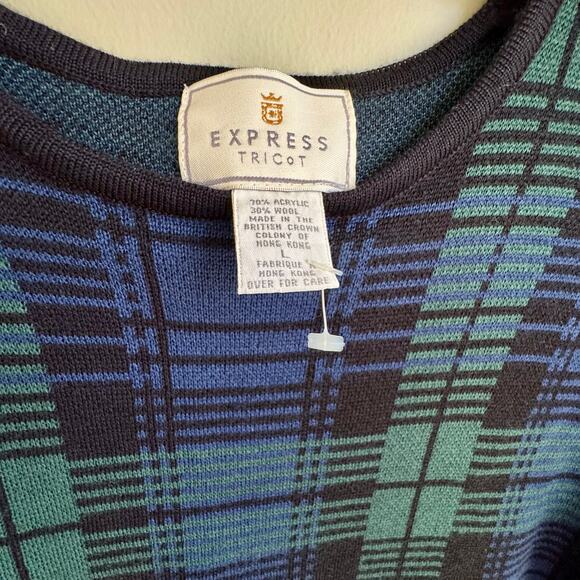 EXPRESS
TRICOT
70% ACRYLIC
30% WOOL
MADE IN THE
BRITISH CROWN
COLONY OF
HONG KONG
L
FABRIQUE A
HONG KONG
OVER FOR CARE